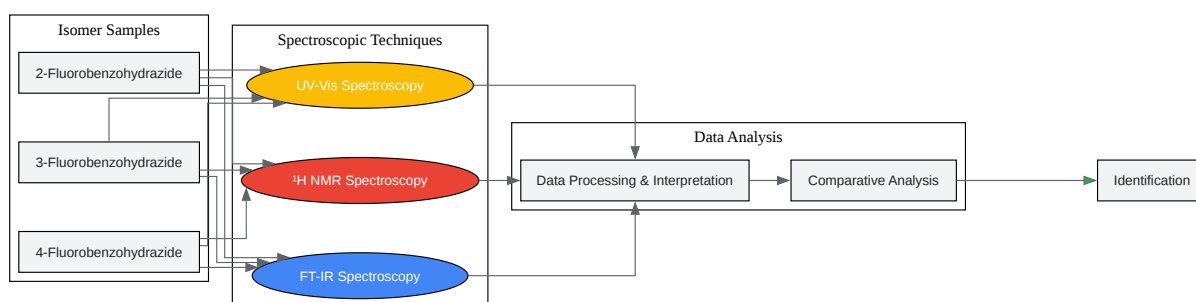 Isomer Samples
2-Fluorobenzohydrazide
3-Fluorobenzohydrazide
4-Fluorobenzohydrazide
Spectroscopic Techniques
UV-Vis Spectroscopy
¹H NMR Spectroscopy
FT-IR Spectroscopy
Data Analysis
Data Processing & Interpretation
Comparative Analysis
Identification